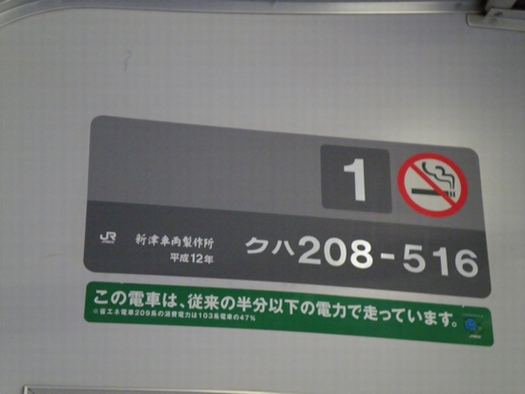 1
JR
新津車両製作所
平成12年
クハ208-516
この電車は、従来の半分以下の電力で走っています。
※省エネ電車209系の消費電力は103系電車の47%